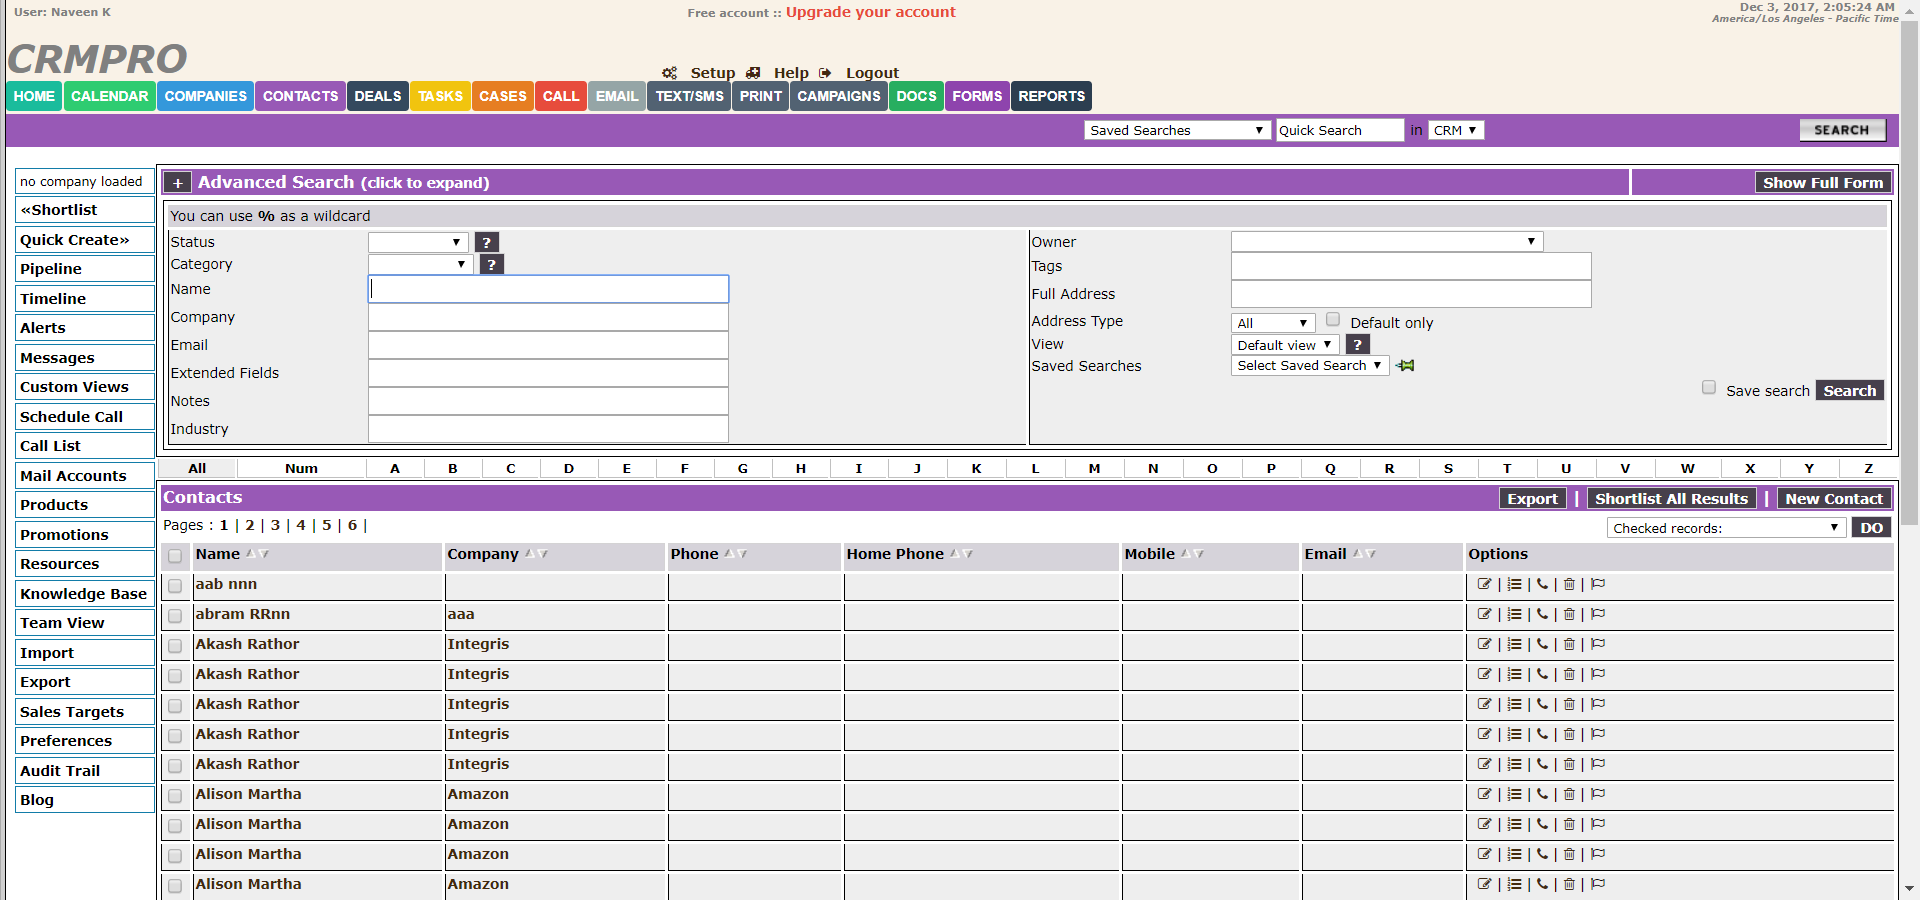 User: Naveen K
Free account :: Upgrade your account
Dec 3, 2017, 2:05:24 AM
America/Los Angeles - Pacific Time
CRMPRO
Setup Help Logout
HOME CALENDAR COMPANIES CONTACTS DEALS TASKS CASES CALL EMAIL TEXT/SMS PRINT CAMPAIGNS DOCS FORMS REPORTS
Saved Searches Quick Search in CRM SEARCH
no company loaded
«Shortlist
Quick Create»
Pipeline
Timeline
Alerts
Messages
Custom Views
Schedule Call
Call List
Mail Accounts
Products
Promotions
Resources
Knowledge Base
Team View
Import
Export
Sales Targets
Preferences
Audit Trail
Blog
+ Advanced Search (click to expand) Show Full Form
You can use % as a wildcard
Status ?
Category ?
Name
Company
Email
Extended Fields
Notes
Industry
Owner
Tags
Full Address
Address Type All Default only
View Default view ?
Saved Searches Select Saved Search
Save search Search
All Num A B C D E F G H I J K L M N O P Q R S T U V W X Y Z
Contacts Export | Shortlist All Results | New Contact
Pages : 1 | 2 | 3 | 4 | 5 | 6 |
Checked records: DO
Name Company Phone Home Phone Mobile Email Options
aab nnn | | | |
abram RRnn aaa | | | |
Akash Rathor Integris | | | |
Akash Rathor Integris | | | |
Akash Rathor Integris | | | |
Akash Rathor Integris | | | |
Akash Rathor Integris | | | |
Alison Martha Amazon | | | |
Alison Martha Amazon | | | |
Alison Martha Amazon | | | |
Alison Martha Amazon | | | |